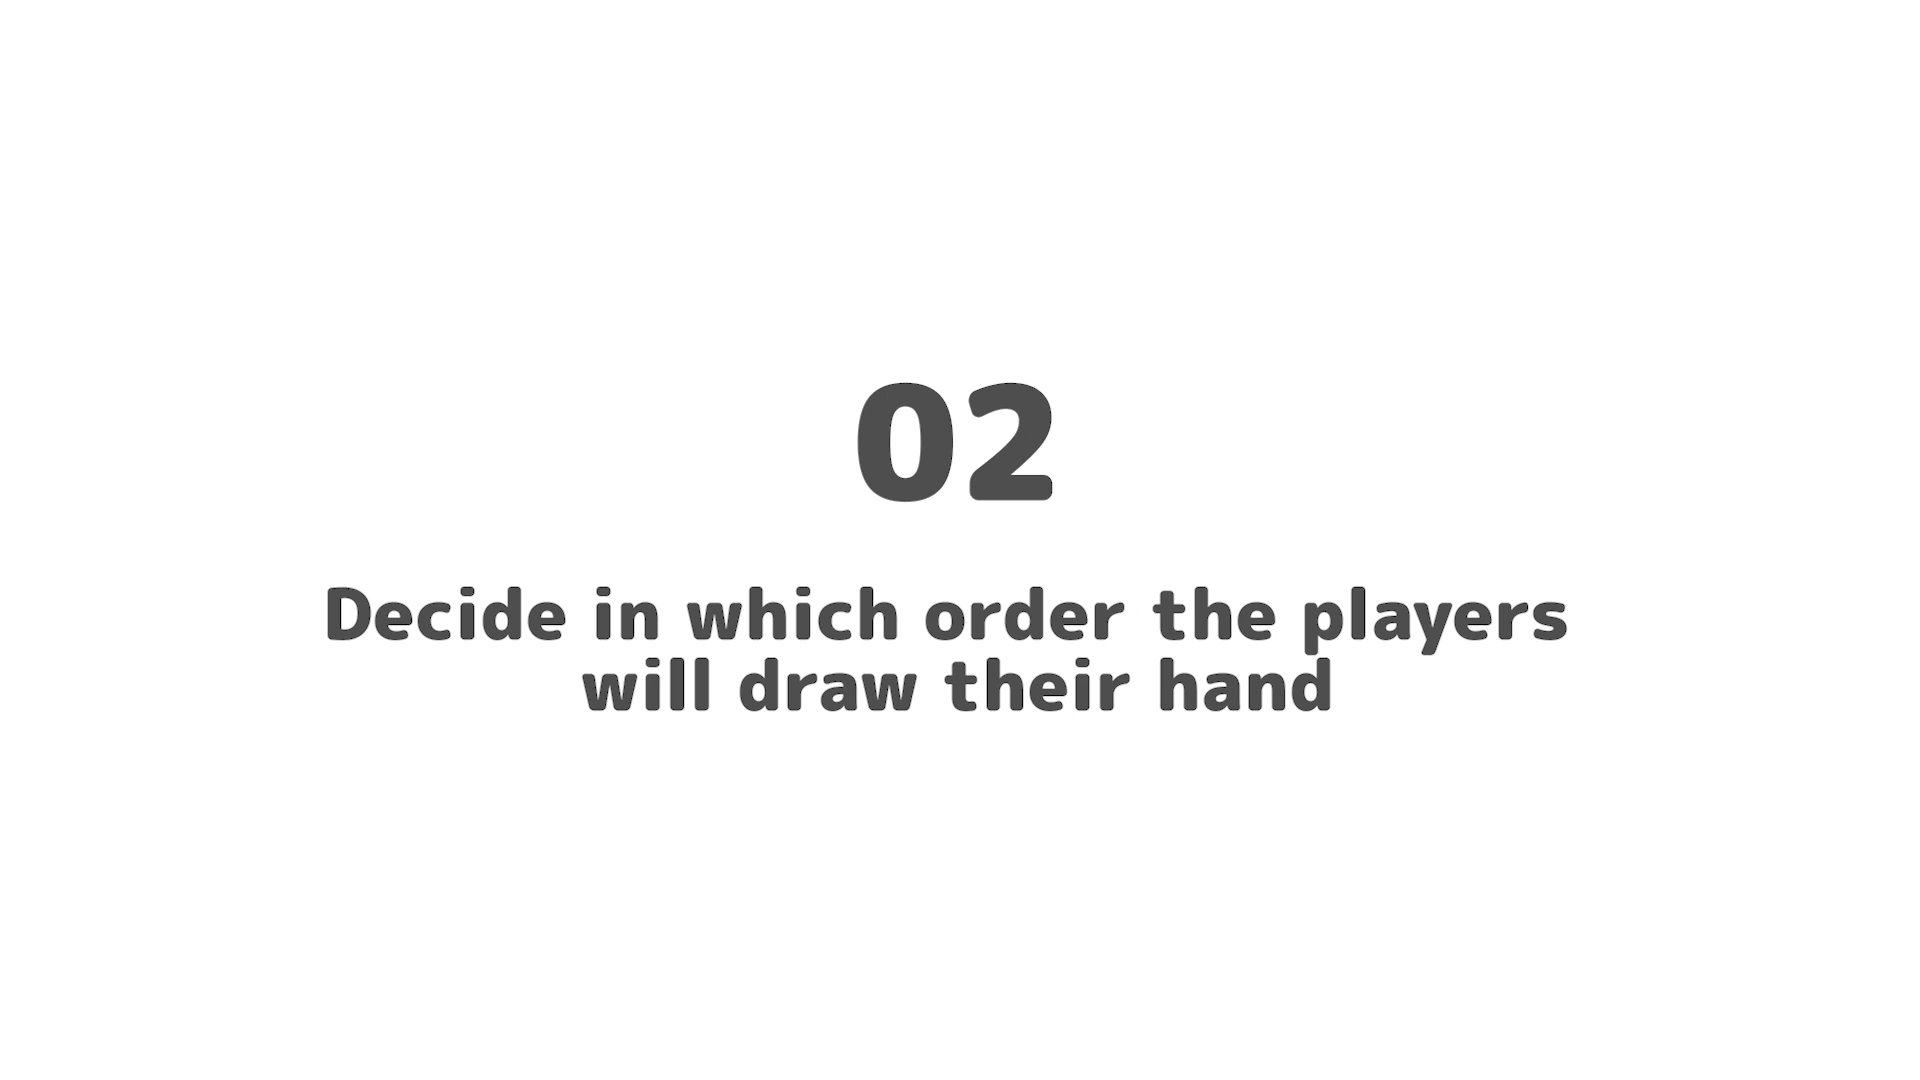 02
Decide in which order the players
will draw their hand